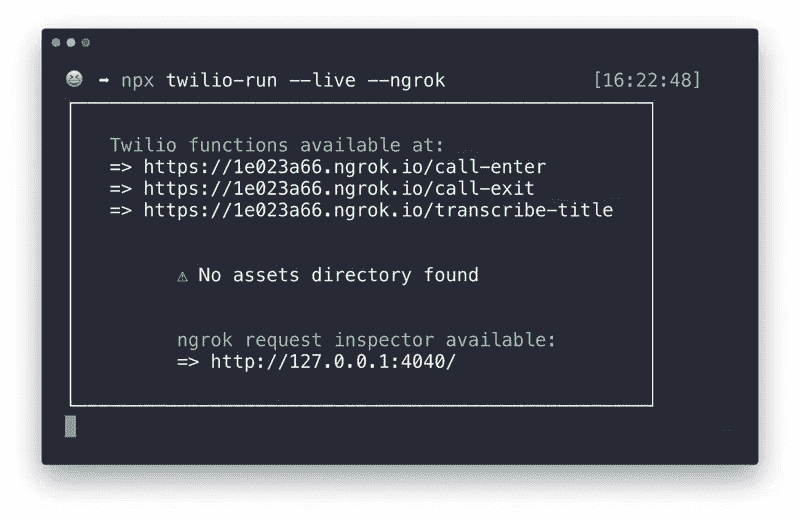 😆 ➡ npx twilio-run --live --ngrok [16:22:48]
Twilio functions available at:
=> https://1e023a66.ngrok.io/call-enter
=> https://1e023a66.ngrok.io/call-exit
=> https://1e023a66.ngrok.io/transcribe-title
⚠ No assets directory found
ngrok request inspector available:
=> http://127.0.0.1:4040/